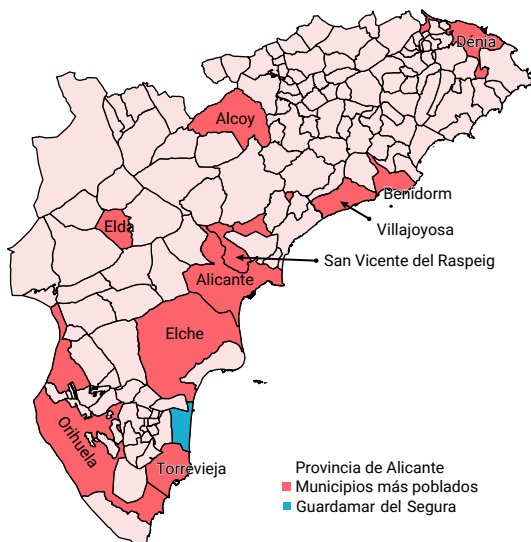 Dénia
Alcoy
Benidorm
Elda
Villajoyosa
San Vicente del Raspeig
Alicante
Elche
Orihuela
Torrevieja
Provincia de Alicante
Municipios más poblados
Guardamar del Segura